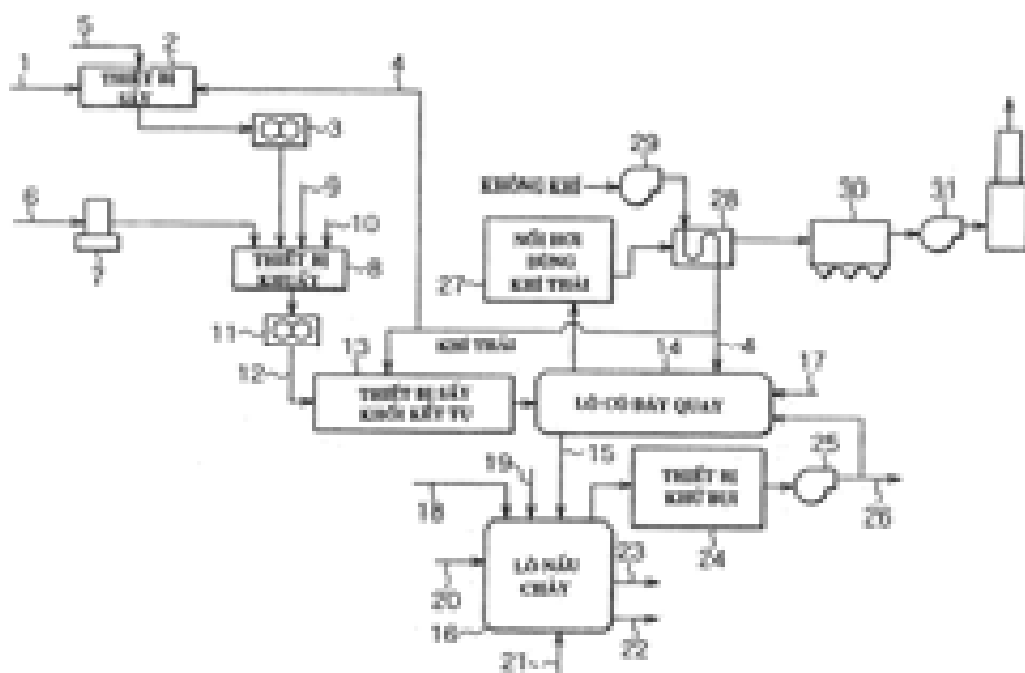 5
2
1
4
THIẾT BỊ
SẤY
3
29
9
KHÔNG KHÍ
28
30
31
6
10
NỒI HƠI
DÙNG
KHÍ THẢI
7
THIẾT BỊ
KHUẤY
8
27
11
KHÍ THẢI
13
14
4
12
17
THIẾT BỊ SẤY
KHỐI KẾT TỤ
LÒ CÓ ĐÁY QUAY
15
25
19
THIẾT BỊ
KHỬ BỤI
18
26
24
LÒ NẤU
CHẢY
23
20
16
22
21